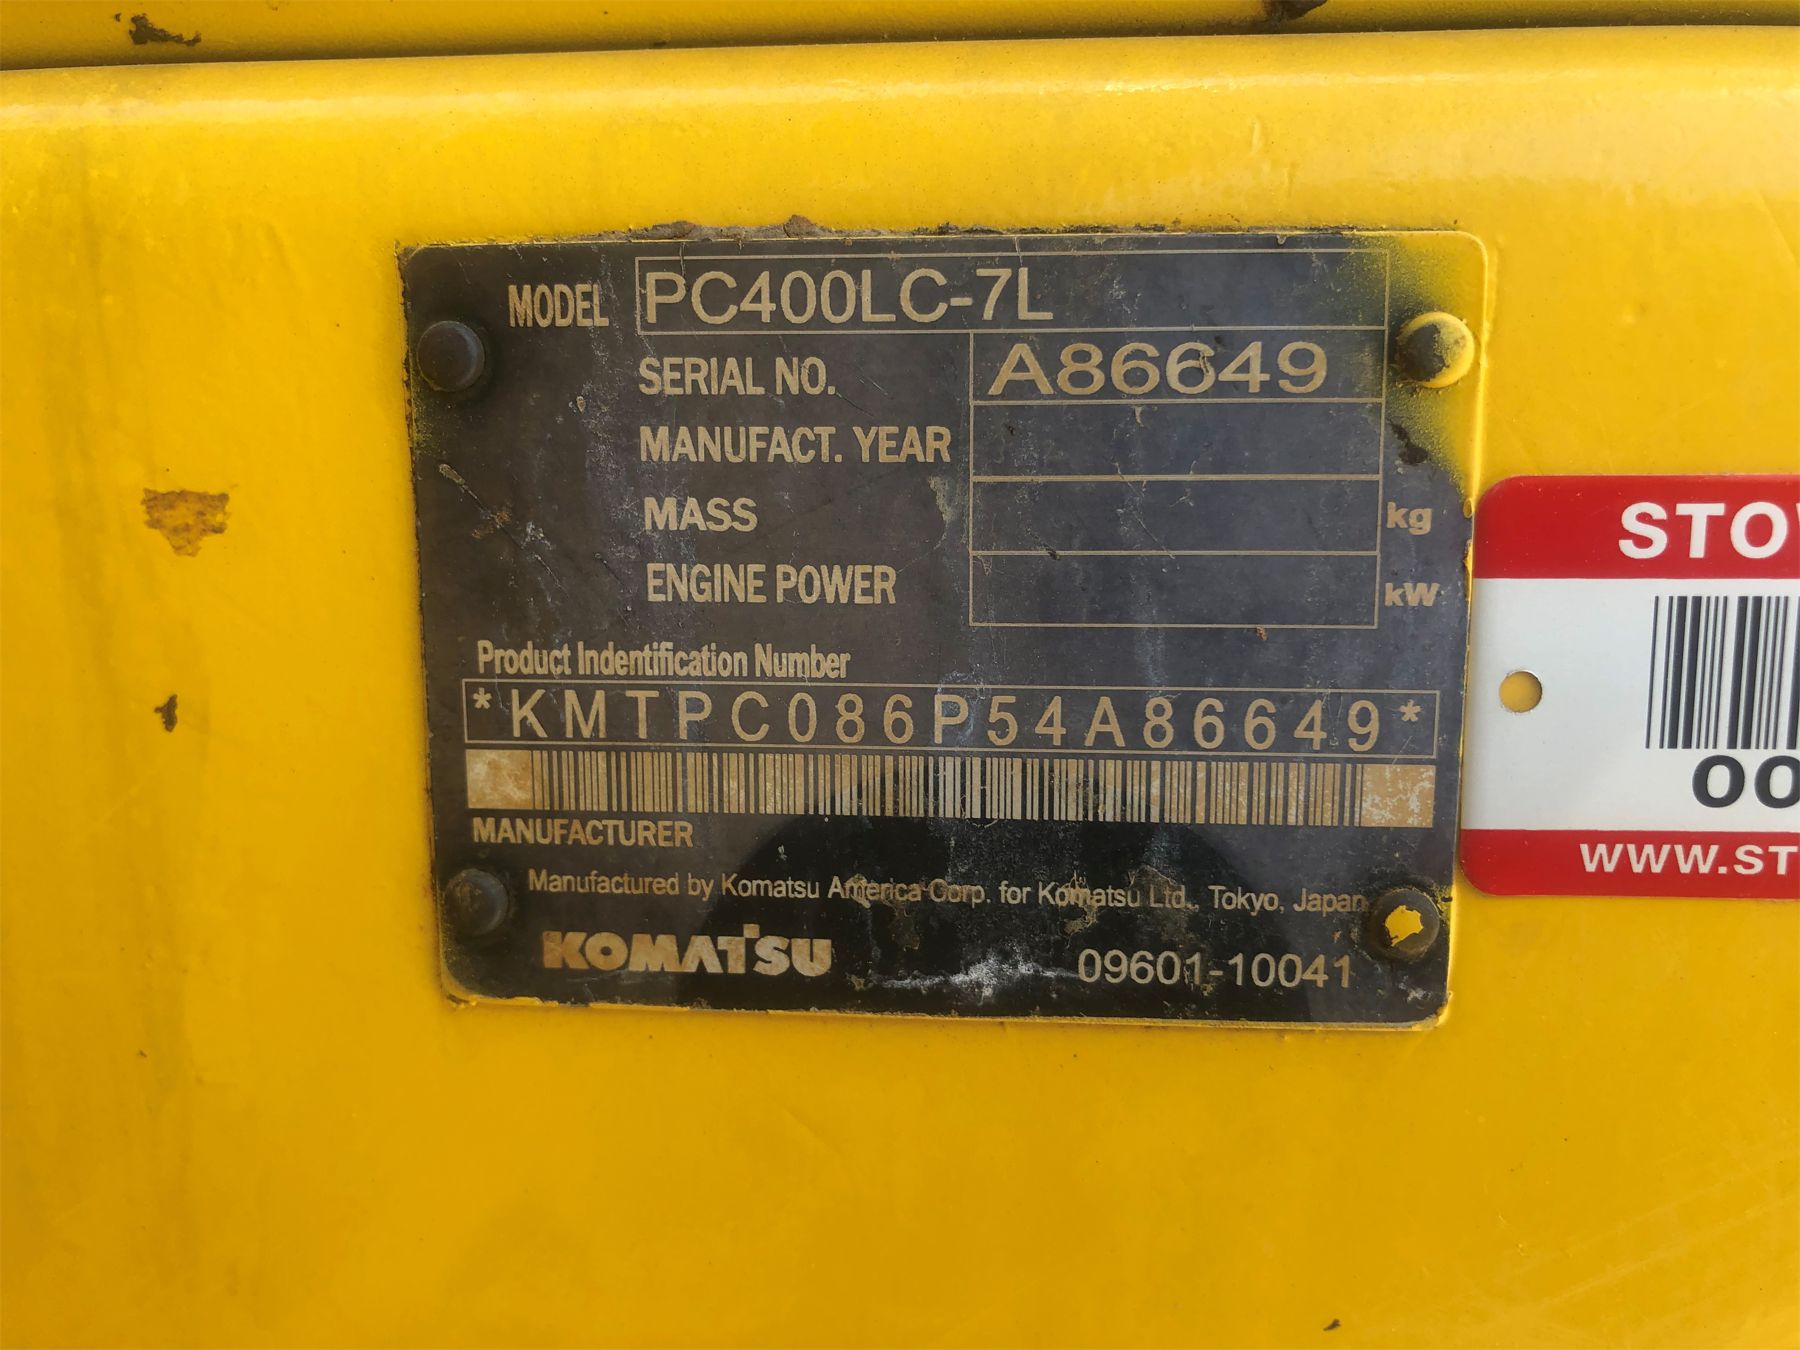 MODEL PC400LC-7L
SERIAL NO. A86649
MANUFACT. YEAR
MASS kg
ENGINE POWER kW
Product Indentification Number
*KMTPC086P54A86649*
MANUFACTURER
Manufactured by Komatsu America Corp. for Komatsu Ltd., Tokyo, Japan
KOMATSU 09601-10041
STO
00
WWW.ST